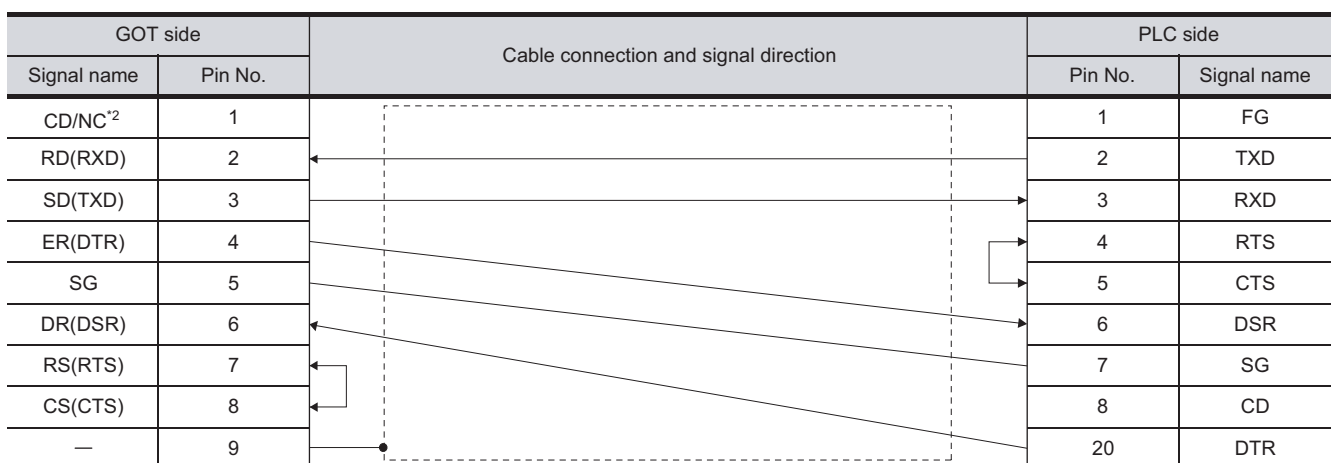 GOT side Cable connection and signal direction PLC side
Signal name Pin No. Pin No. Signal name
CD/NC*2 1 1 FG
RD(RXD) 2 2 TXD
SD(TXD) 3 3 RXD
ER(DTR) 4 4 RTS
SG 5 5 CTS
DR(DSR) 6 6 DSR
RS(RTS) 7 7 SG
CS(CTS) 8 8 CD
— 9 20 DTR